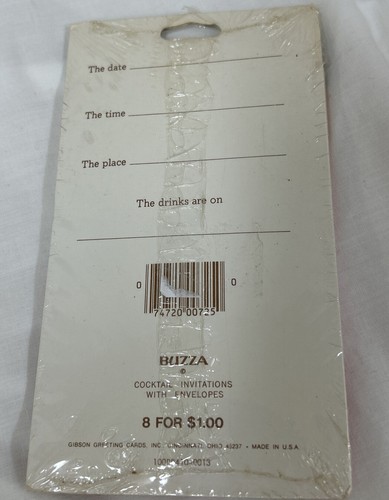 The date
The time
The place
The drinks are on
0 0
74720 00725
BUZZA
©
COCKTAIL INVITATIONS
WITH ENVELOPES
8 FOR $1.00
GIBSON GREETING CARDS, INC. CINCINNATI, OHIO 45237 • MADE IN U.S.A.